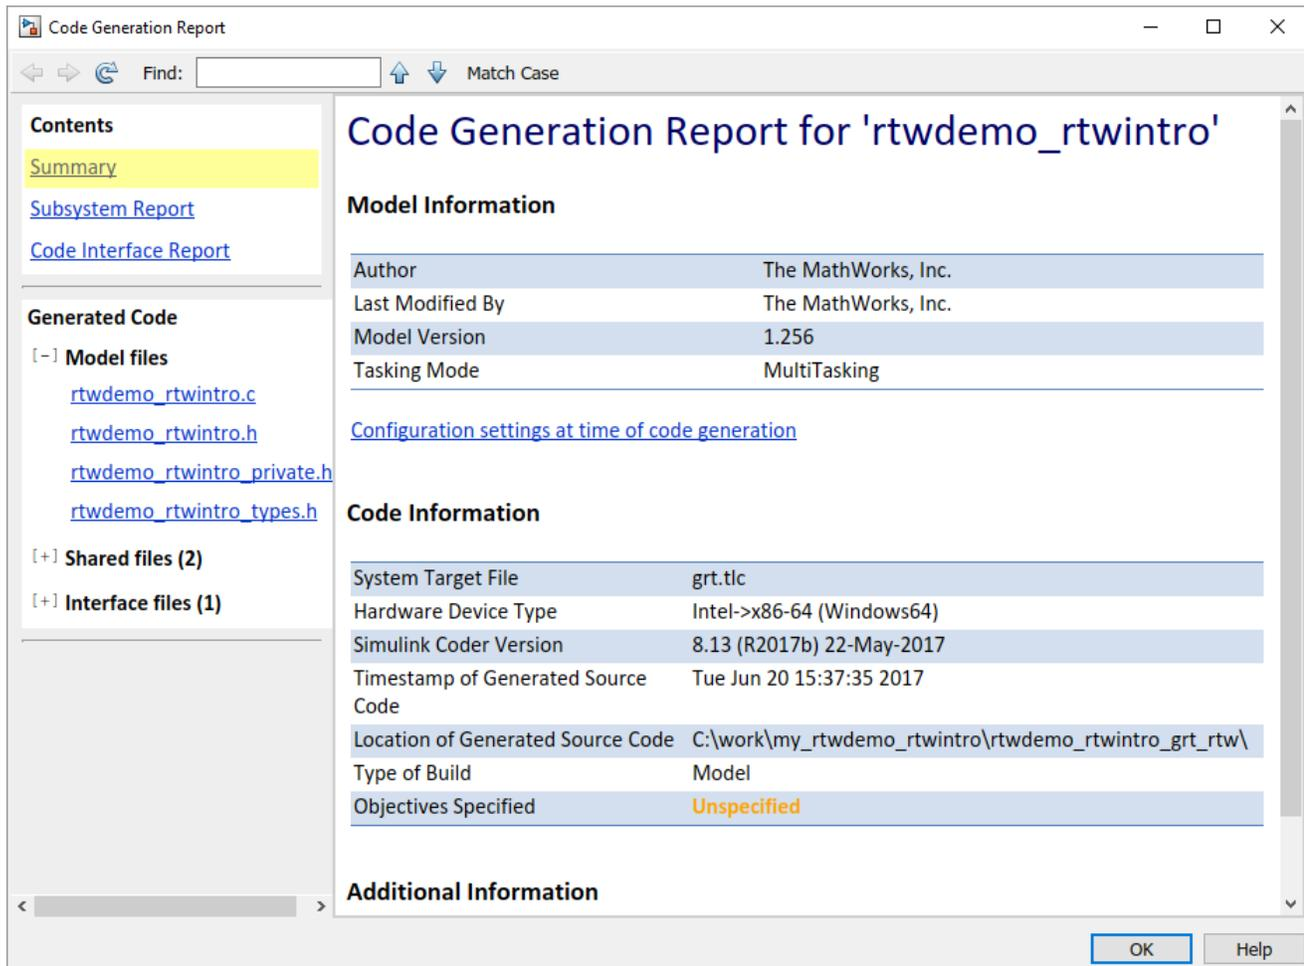 Code Generation Report
Find:
Match Case
Contents
Summary
Subsystem Report
Code Interface Report
Generated Code
[-] Model files
rtwdemo_rtwintro.c
rtwdemo_rtwintro.h
rtwdemo_rtwintro_private.h
rtwdemo_rtwintro_types.h
[+] Shared files (2)
[+] Interface files (1)
Code Generation Report for 'rtwdemo_rtwintro'
Model Information
Author The MathWorks, Inc.
Last Modified By The MathWorks, Inc.
Model Version 1.256
Tasking Mode MultiTasking
Configuration settings at time of code generation
Code Information
System Target File grt.tlc
Hardware Device Type Intel->x86-64 (Windows64)
Simulink Coder Version 8.13 (R2017b) 22-May-2017
Timestamp of Generated Source Tue Jun 20 15:37:35 2017
Code
Location of Generated Source Code C:\work\my_rtwdemo_rtwintro\rtwdemo_rtwintro_grt_rtw\
Type of Build Model
Objectives Specified Unspecified
Additional Information
OK Help